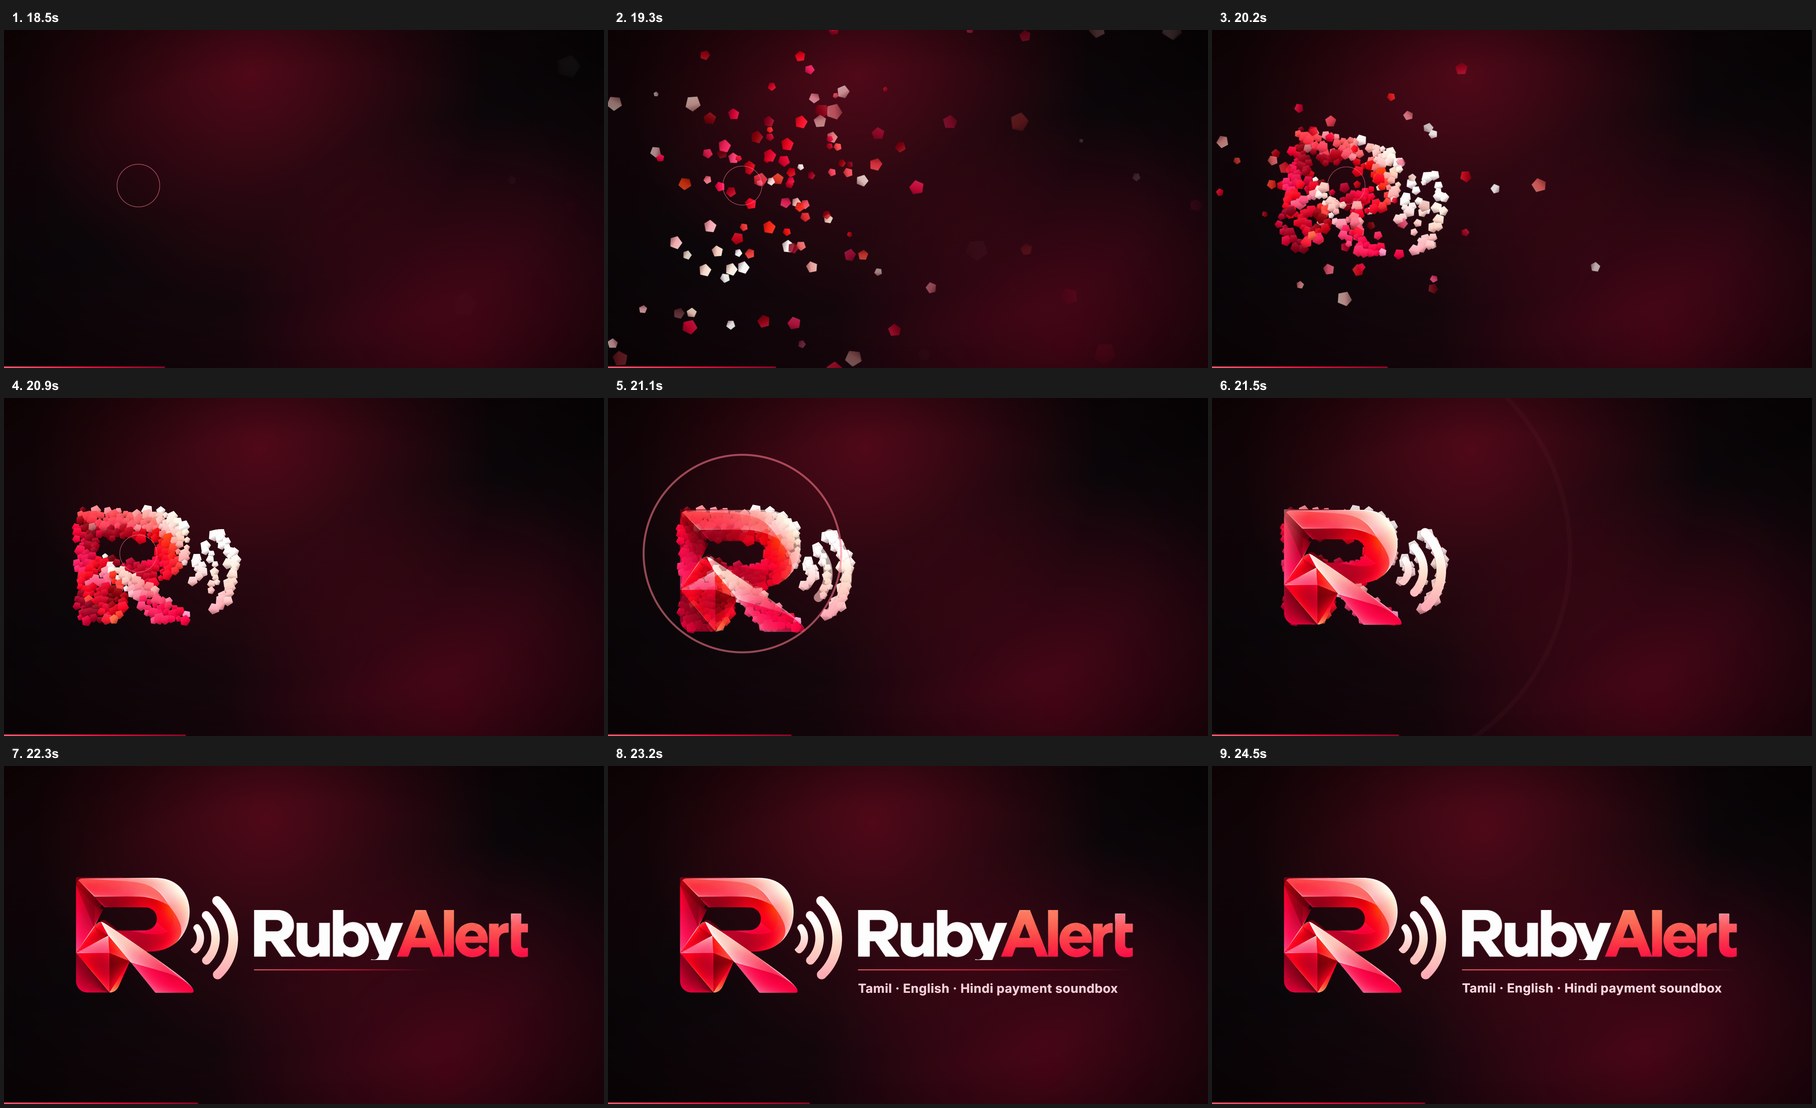 1. 18.5s
2. 19.3s
3. 20.2s
4. 20.9s
5. 21.1s
6. 21.5s
7. 22.3s
8. 23.2s
9. 24.5s
RubyAlert
RubyAlert
Tamil · English · Hindi payment soundbox
RubyAlert
Tamil · English · Hindi payment soundbox